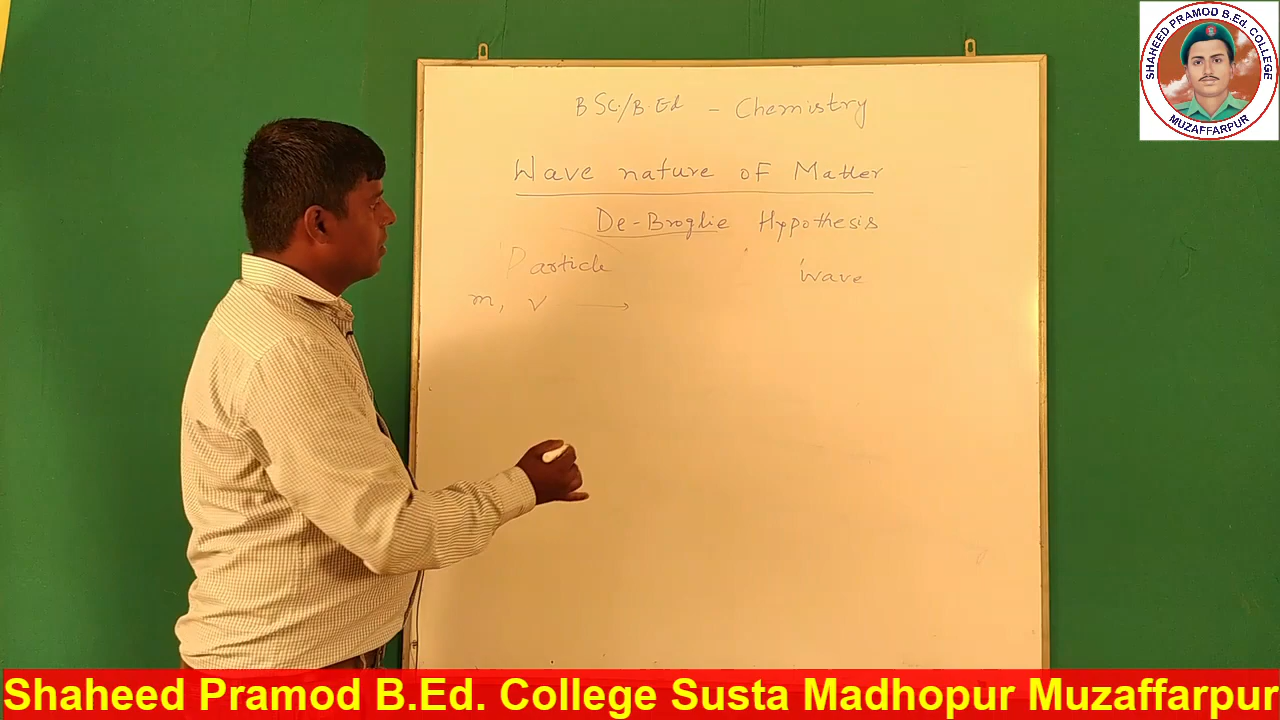 BSC./B.Ed - Chemistry
Wave nature of Matter
De-Broglie Hypothesis
Particle Wave
m, v →
SHAHEED PRAMOD B.Ed. COLLEGE
MUZAFFARPUR
Shaheed Pramod B.Ed. College Susta Madhopur Muzaffarpur